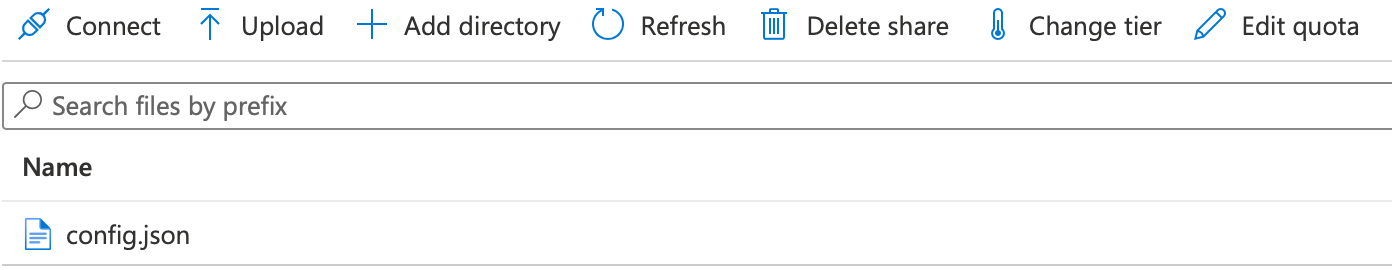 Connect Upload Add directory Refresh Delete share Change tier Edit quota
Search files by prefix
Name
config.json